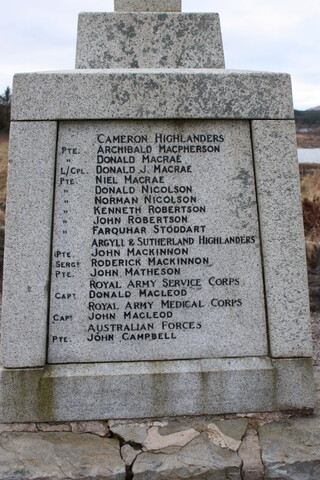 CAMERON HIGHLANDERS
PTE. ARCHIBALD MACPHERSON
" DONALD MACRAE
L/CPL. DONALD J. MACRAE
PTE. NIEL MACRAE
" DONALD NICOLSON
" NORMAN NICOLSON
" KENNETH ROBERTSON
" JOHN ROBERTSON
" FARQUHAR STODDART
ARGYLL & SUTHERLAND HIGHLANDERS
PTE. JOHN MACKINNON
SERGT RODERICK MACKINNON
PTE. JOHN MATHESON
ROYAL ARMY SERVICE CORPS
CAPT. DONALD MACLEOD
ROYAL ARMY MEDICAL CORPS
CAPT. JOHN MACLEOD
AUSTRALIAN FORCES
PTE. JOHN CAMPBELL